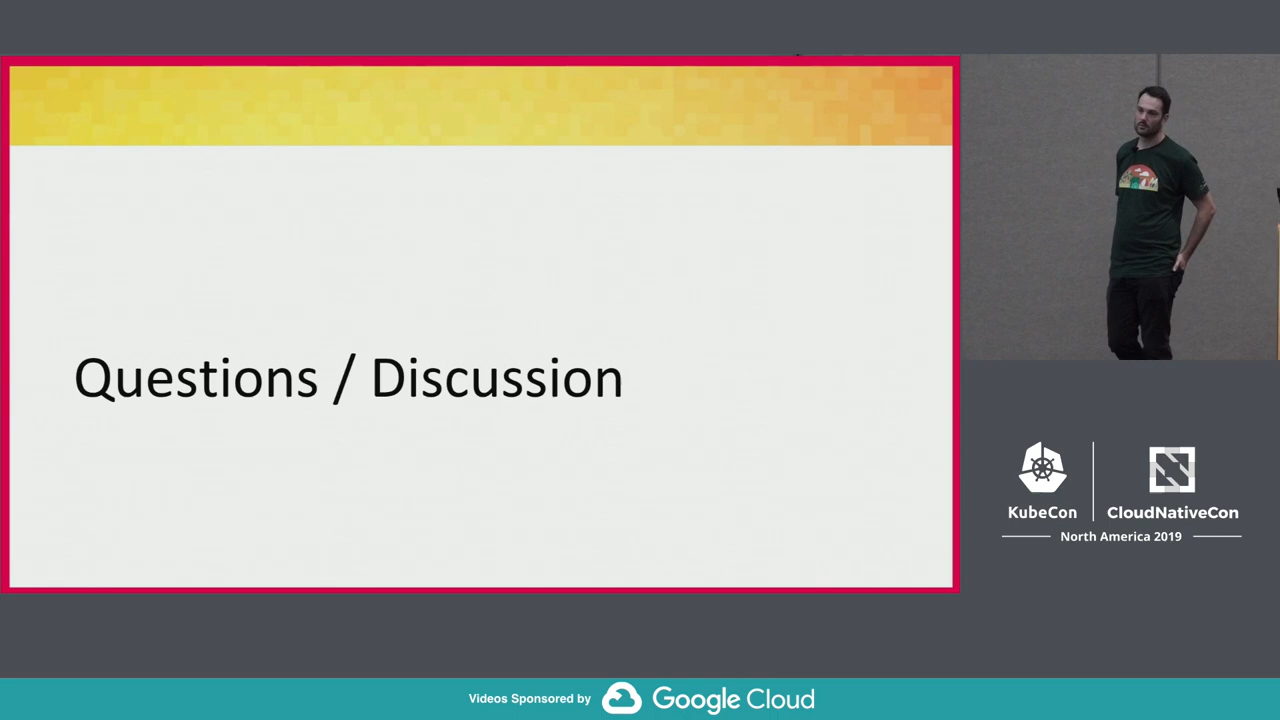 Questions / Discussion
KubeCon
CloudNativeCon
North America 2019
Videos Sponsored by
Google Cloud